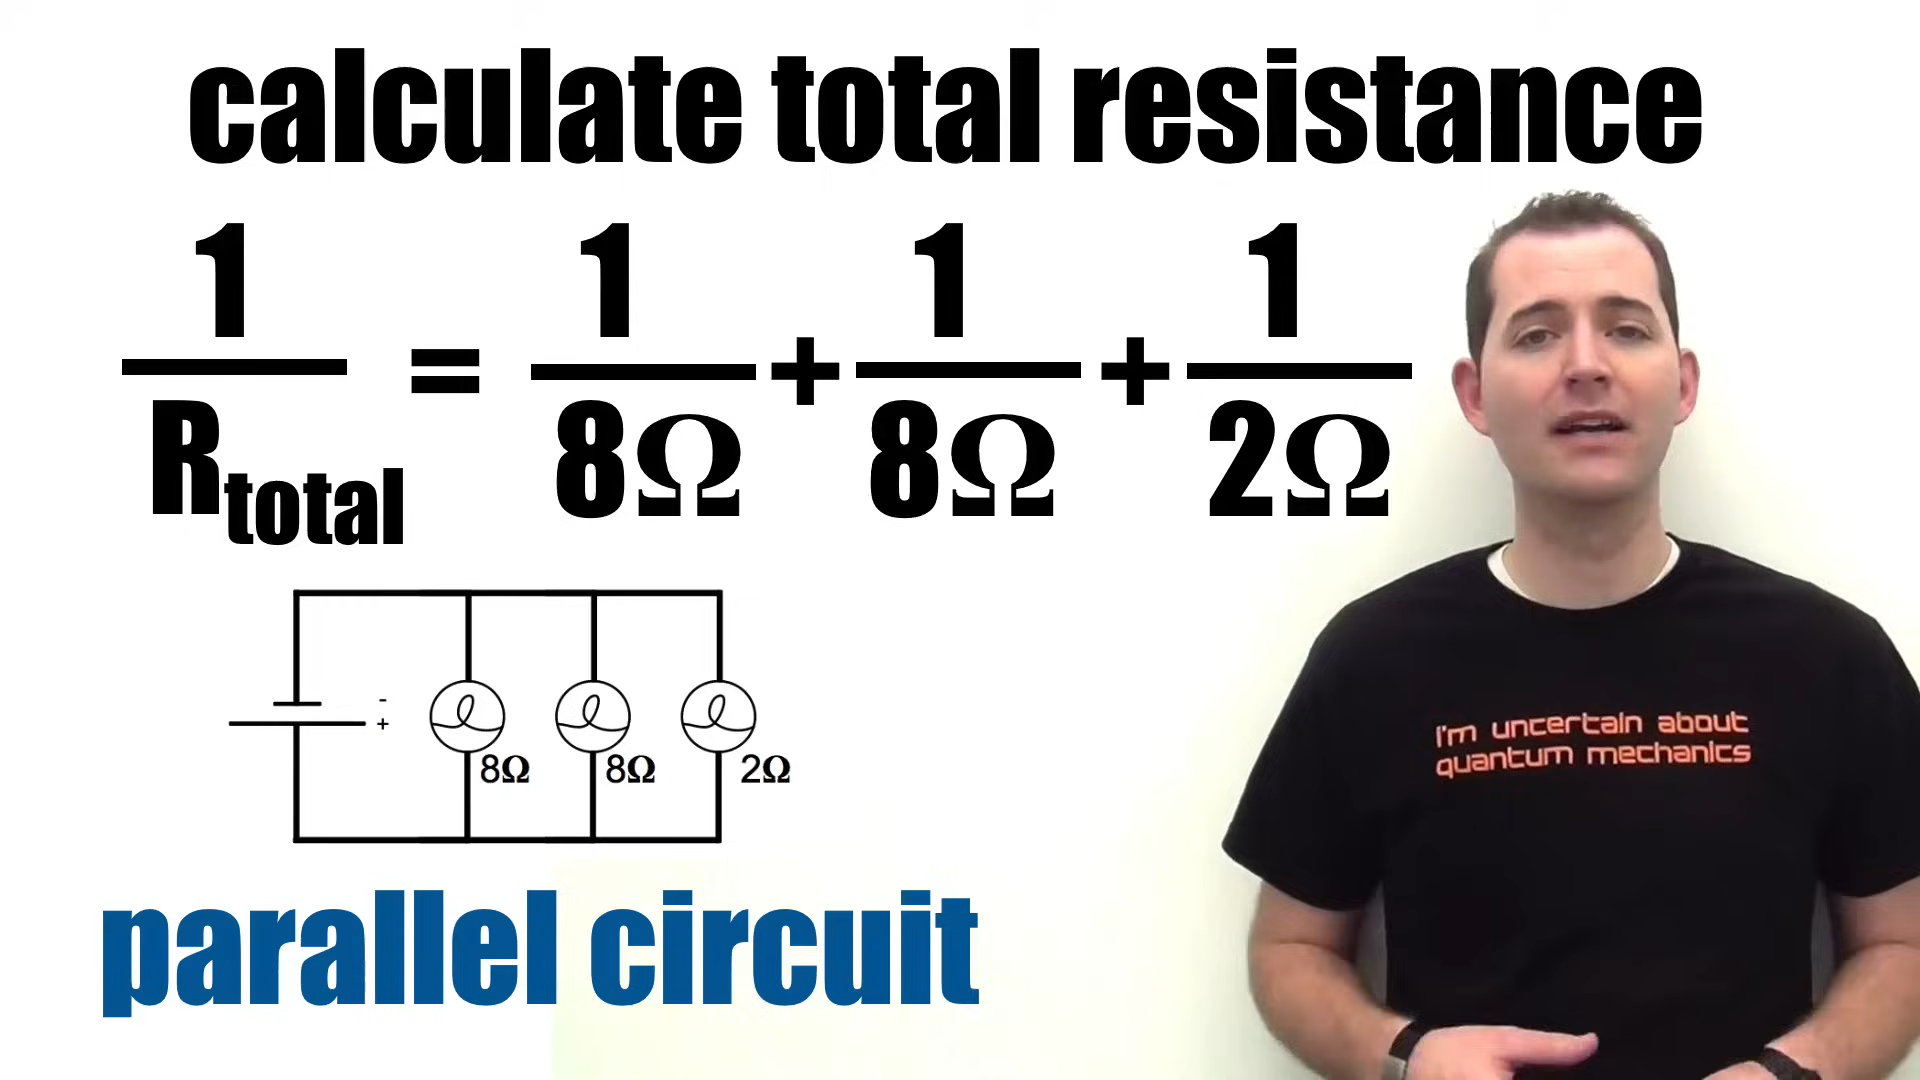 calculate total resistance
1 1 1 1
= + +
Rtotal 8Ω 8Ω 2Ω
-
+
8Ω 8Ω 2Ω
I'm uncertain about
quantum mechanics
parallel circuit